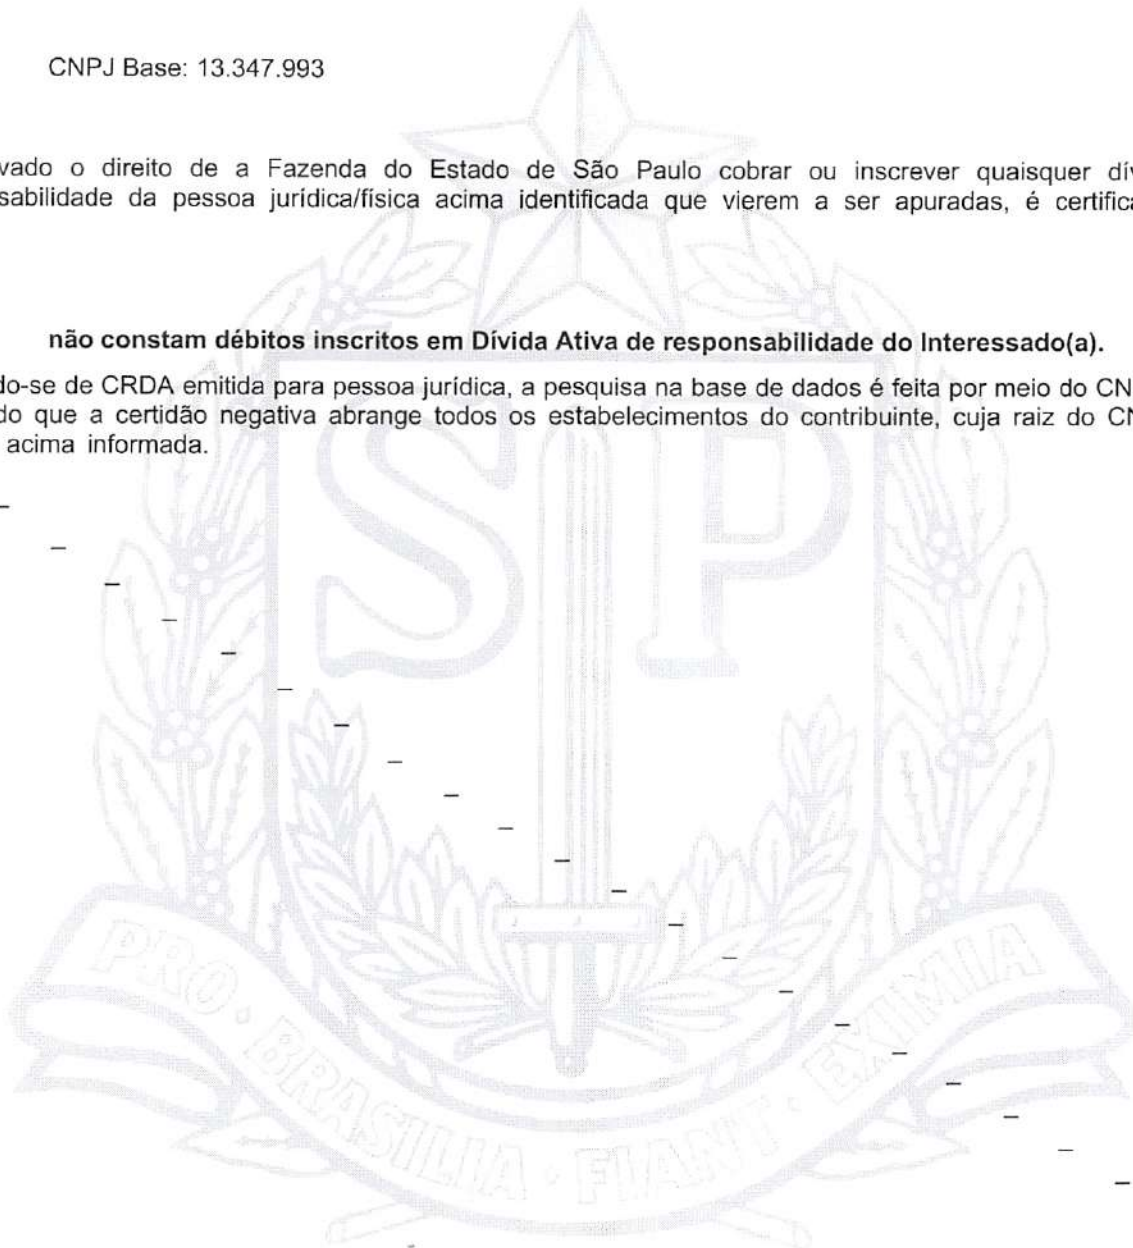 CNPJ Base: 13.347.993
vado o direito de a Fazenda do Estado de São Paulo cobrar ou inscrever quaisquer dív
sabilidade da pessoa jurídica/física acima identificada que vierem a ser apuradas, é certifica
não constam débitos inscritos em Dívida Ativa de responsabilidade do Interessado(a).
do-se de CRDA emitida para pessoa jurídica, a pesquisa na base de dados é feita por meio do CN
do que a certidão negativa abrange todos os estabelecimentos do contribuinte, cuja raiz do CN
acima informada.
SP
PRO · BRASILIA · FIANT · EXIMIA